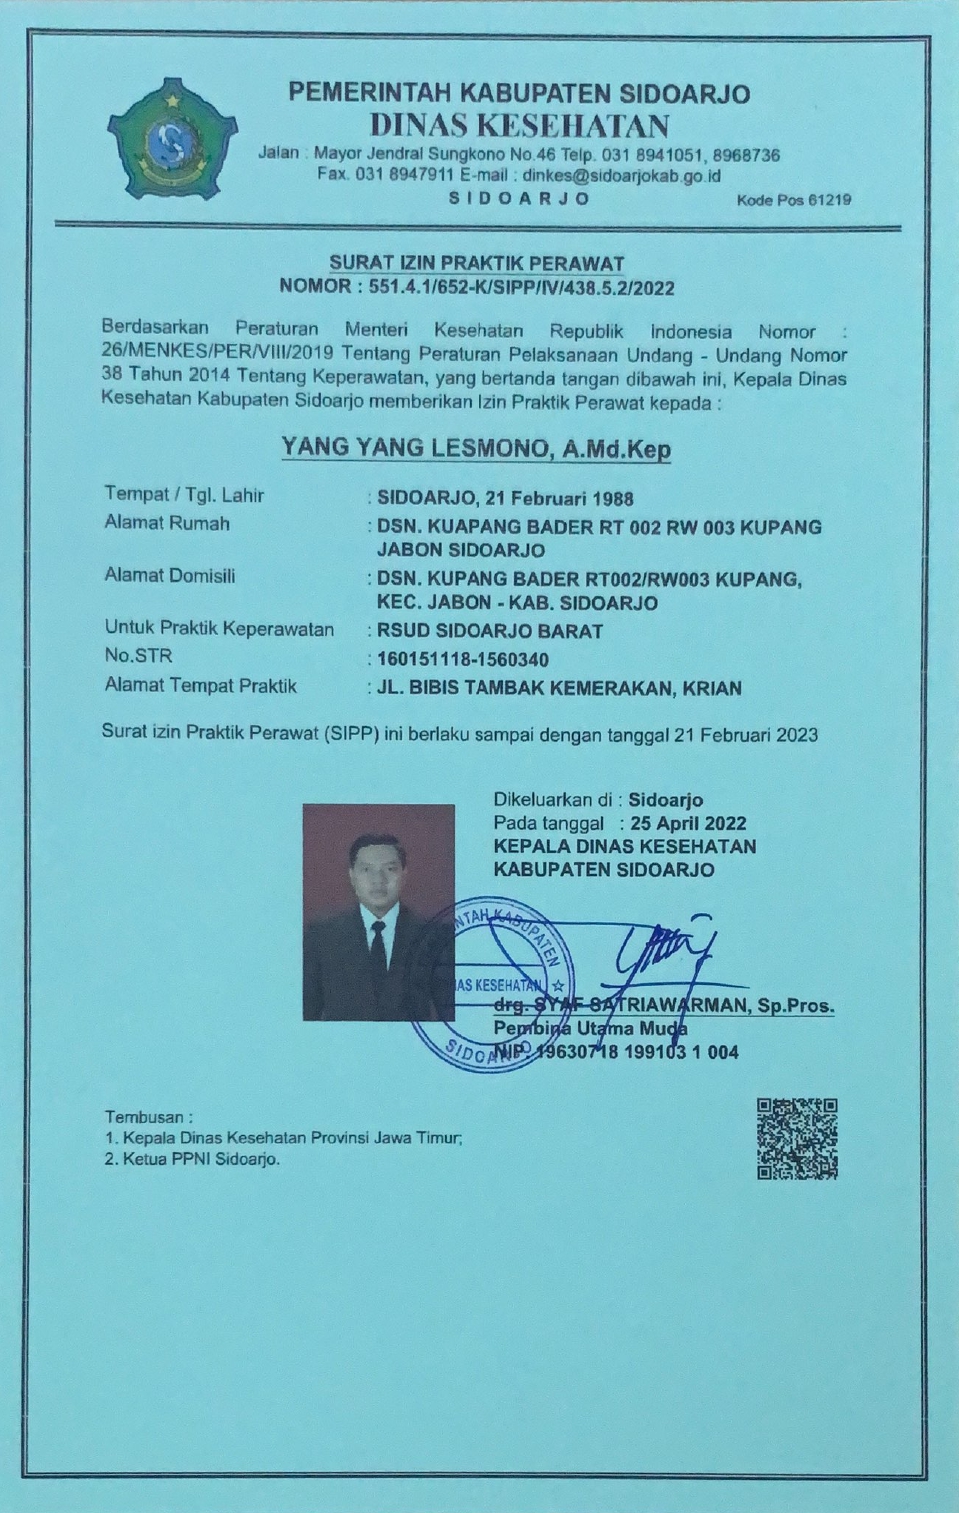 PEMERINTAH KABUPATEN SIDOARJO
DINAS KESEHATAN
Jalan : Mayor Jendral Sungkono No.46 Telp. 031 8941051, 8968736
Fax. 031 8947911 E-mail : dinkes@sidoarjokab.go.id
SIDOARJO
Kode Pos 61219
SURAT IZIN PRAKTIK PERAWAT
NOMOR : 551.4.1/652-K/SIPP/IV/438.5.2/2022
Berdasarkan Peraturan Menteri Kesehatan Republik Indonesia Nomor :
26/MENKES/PER/VIII/2019 Tentang Peraturan Pelaksanaan Undang - Undang Nomor
38 Tahun 2014 Tentang Keperawatan, yang bertanda tangan dibawah ini, Kepala Dinas
Kesehatan Kabupaten Sidoarjo memberikan Izin Praktik Perawat kepada :
YANG YANG LESMONO, A.Md.Kep
Tempat / Tgl. Lahir : SIDOARJO, 21 Februari 1988
Alamat Rumah : DSN. KUAPANG BADER RT 002 RW 003 KUPANG
JABON SIDOARJO
Alamat Domisili : DSN. KUPANG BADER RT002/RW003 KUPANG,
KEC. JABON - KAB. SIDOARJO
Untuk Praktik Keperawatan : RSUD SIDOARJO BARAT
No.STR : 160151118-1560340
Alamat Tempat Praktik : JL. BIBIS TAMBAK KEMERAKAN, KRIAN
Surat izin Praktik Perawat (SIPP) ini berlaku sampai dengan tanggal 21 Februari 2023
Dikeluarkan di : Sidoarjo
Pada tanggal : 25 April 2022
KEPALA DINAS KESEHATAN
KABUPATEN SIDOARJO
NTAH KABUPATEN
AS KESEHATAN
SIDOARJO
drg. SYAF SATRIAWARMAN, Sp.Pros.
Pembina Utama Muda
NIP. 19630718 199103 1 004
Tembusan :
1. Kepala Dinas Kesehatan Provinsi Jawa Timur;
2. Ketua PPNI Sidoarjo.